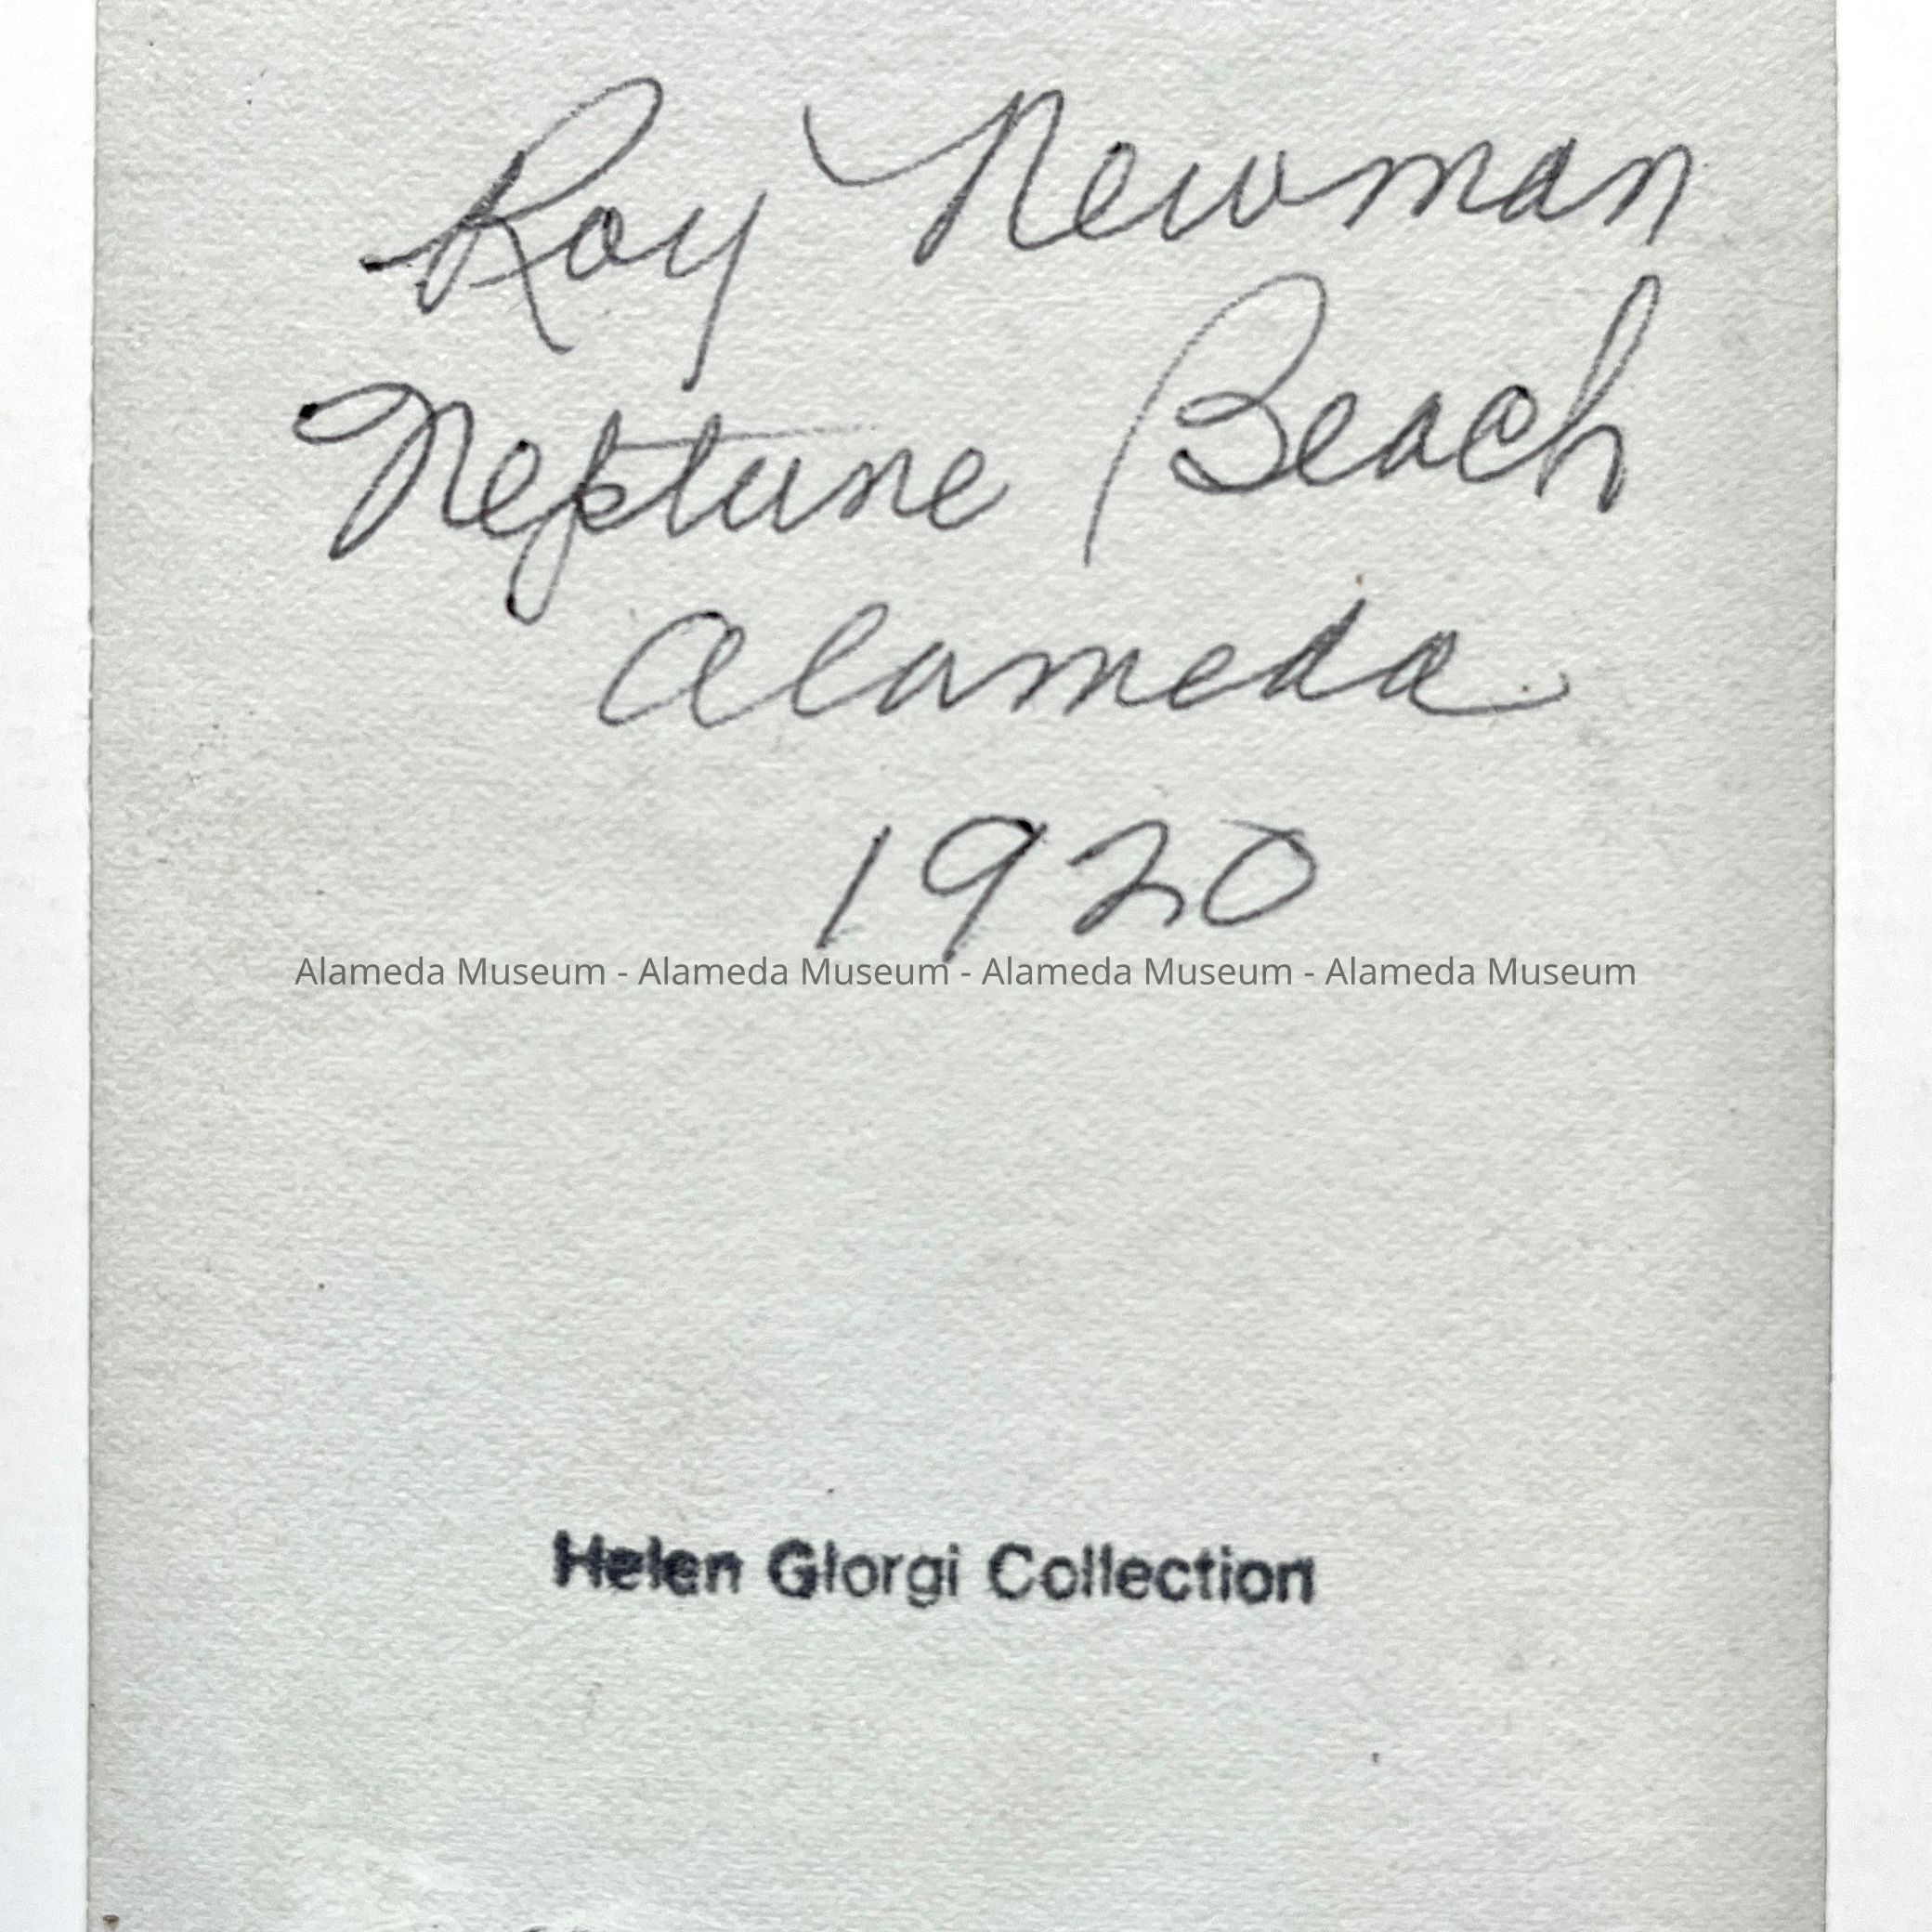 Roy Newman
Neptune Beach
Alameda
1920
Alameda Museum - Alameda Museum - Alameda Museum - Alameda Museum
Helen Giorgi Collection